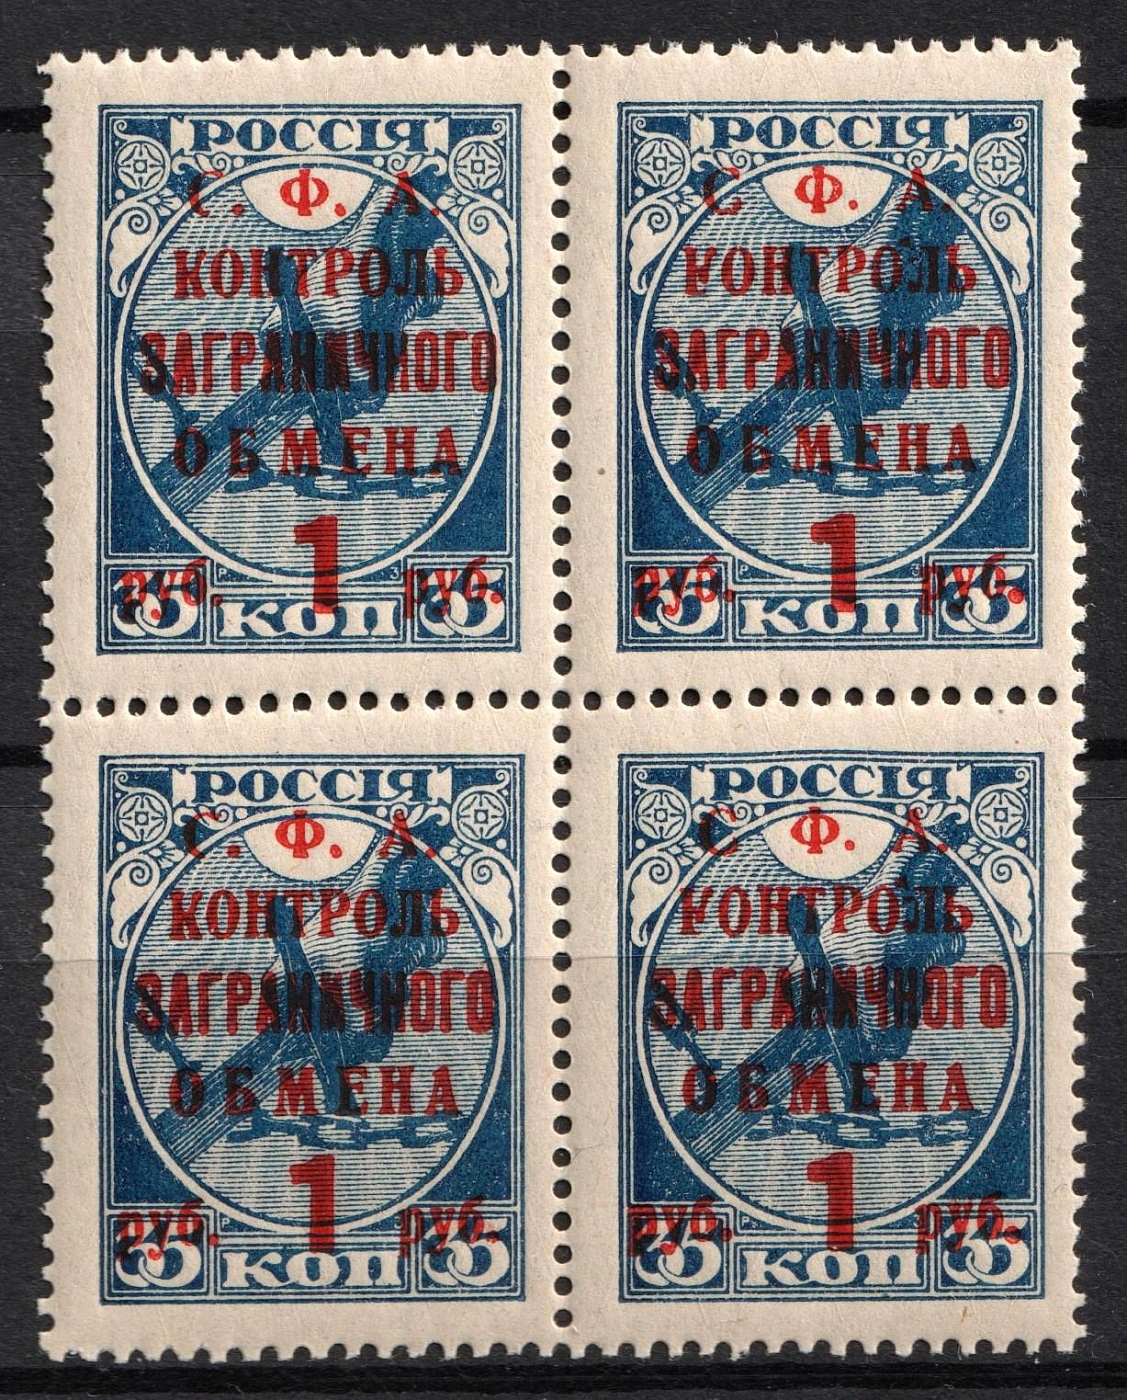 РОССІЯ
С. Ф. А.
КОНТРОЛЬ
ЗАГРАНИЧНОГО
ОБМЕНА
1
руб. руб.
35 КОП 35
РОССІЯ
С Ф. А.
КОНТРОЛЬ
ЗАГРАНИЧНОГО
ОБМЕНА
1
руб. руб.
35 КОП 35
РОССІЯ
С. Ф. А.
КОНТРОЛЬ
ЗАГРАНИЧНОГО
ОБМЕНА
1
руб. руб.
35 КОП 35
РОССІЯ
С Ф. А.
КОНТРОЛЬ
ЗАГРАНИЧНОГО
ОБМЕНА
1
руб. руб.
35 КОП 35